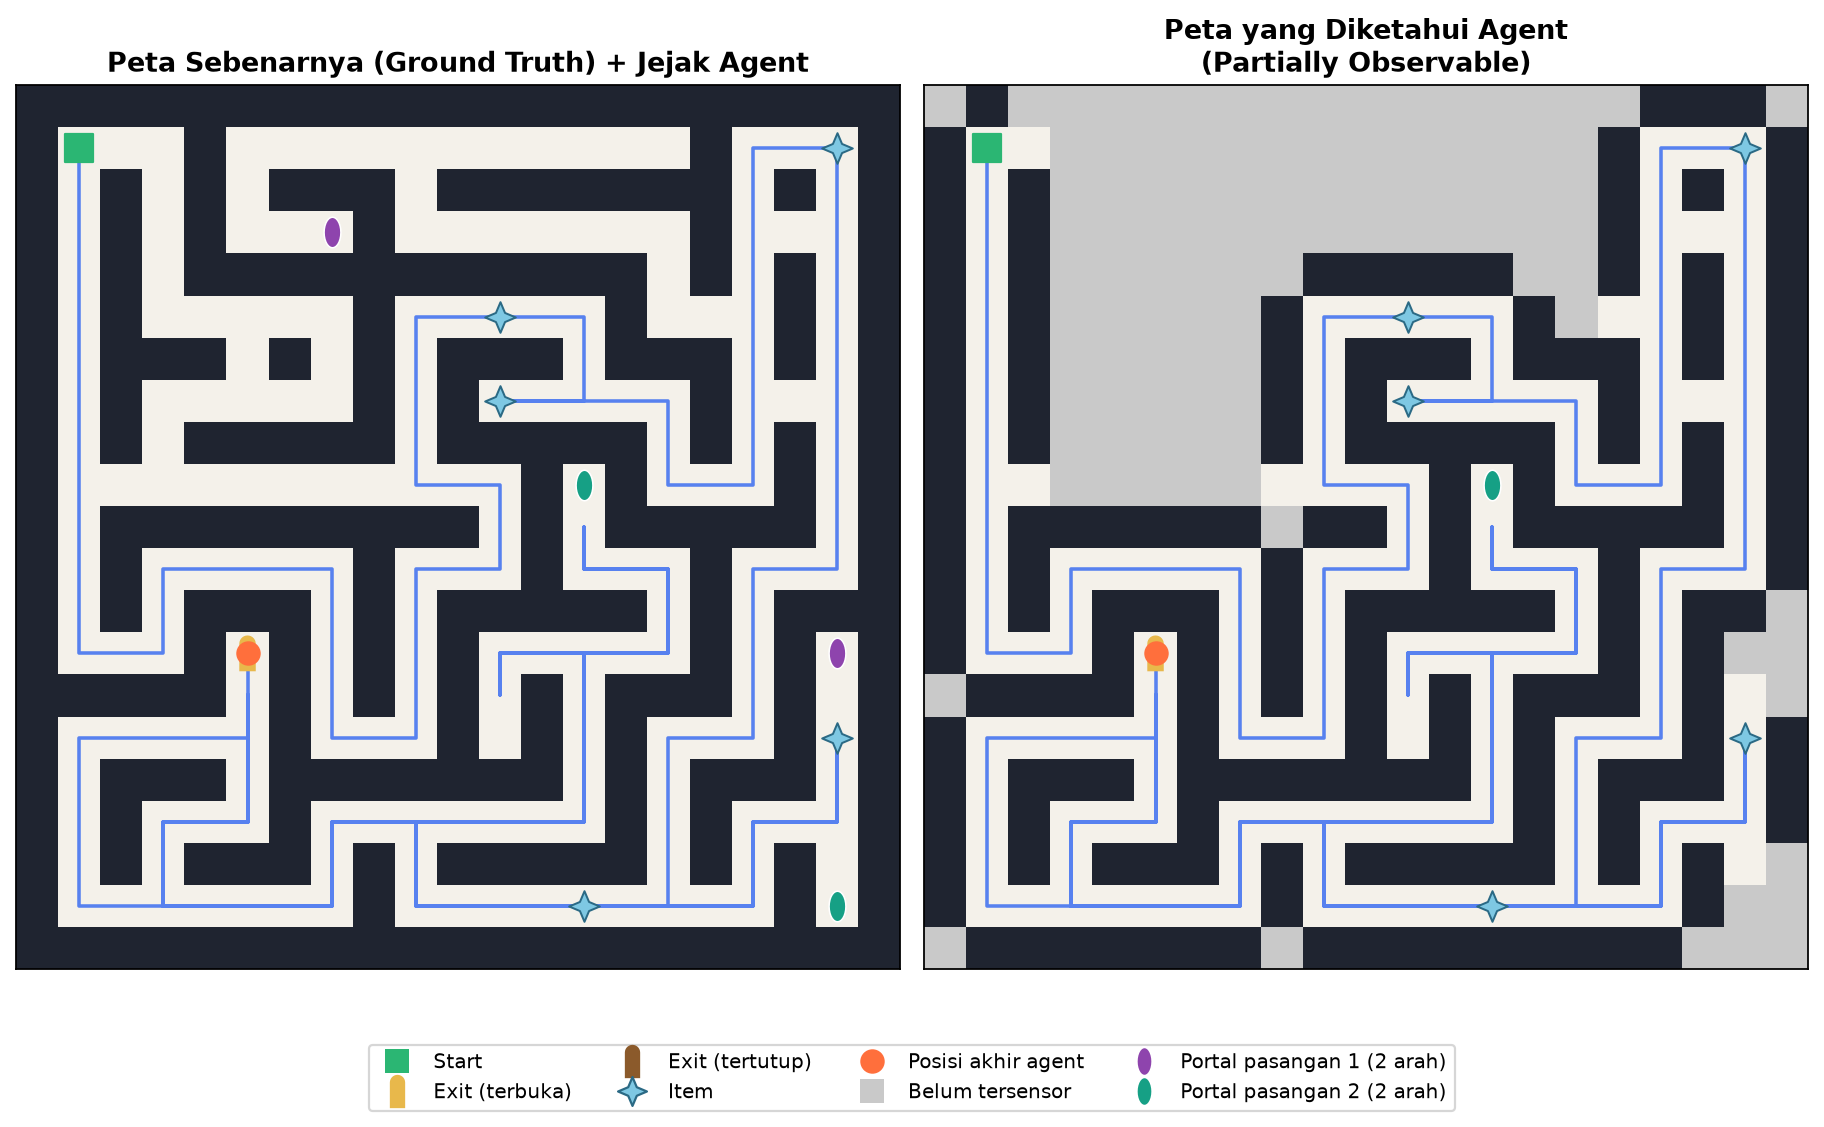 Peta Sebenarnya (Ground Truth) + Jejak Agent
Peta yang Diketahui Agent
(Partially Observable)
Start
Exit (terbuka)
Exit (tertutup)
Item
Posisi akhir agent
Belum tersensor
Portal pasangan 1 (2 arah)
Portal pasangan 2 (2 arah)